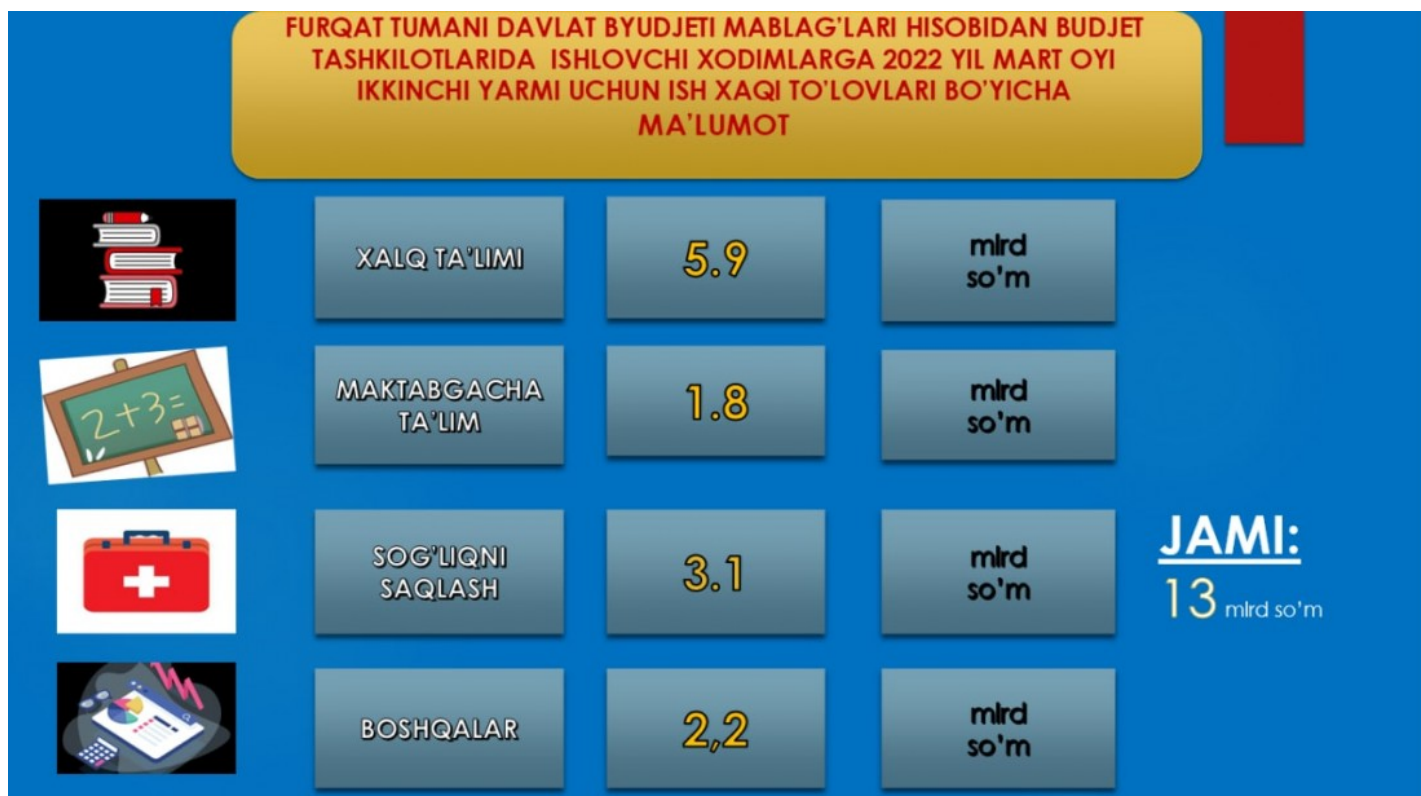 FURQAT TUMANI DAVLAT BYUDJETI MABLAG'LARI HISOBIDAN BUDJET
TASHKILOTLARIDA ISHLOVCHI XODIMLARGA 2022 YIL MART OYI
IKKINCHI YARMI UCHUN ISH XAQI TO'LOVLARI BO'YICHA
MA'LUMOT
XALQ TA'LIMI
5.9
mlrd
so'm
2+3=
MAKTABGACHA
TA'LIM
1.8
mlrd
so'm
SOG'LIQNI
SAQLASH
3.1
mlrd
so'm
JAMI:
13 mlrd so'm
BOSHQALAR
2,2
mlrd
so'm